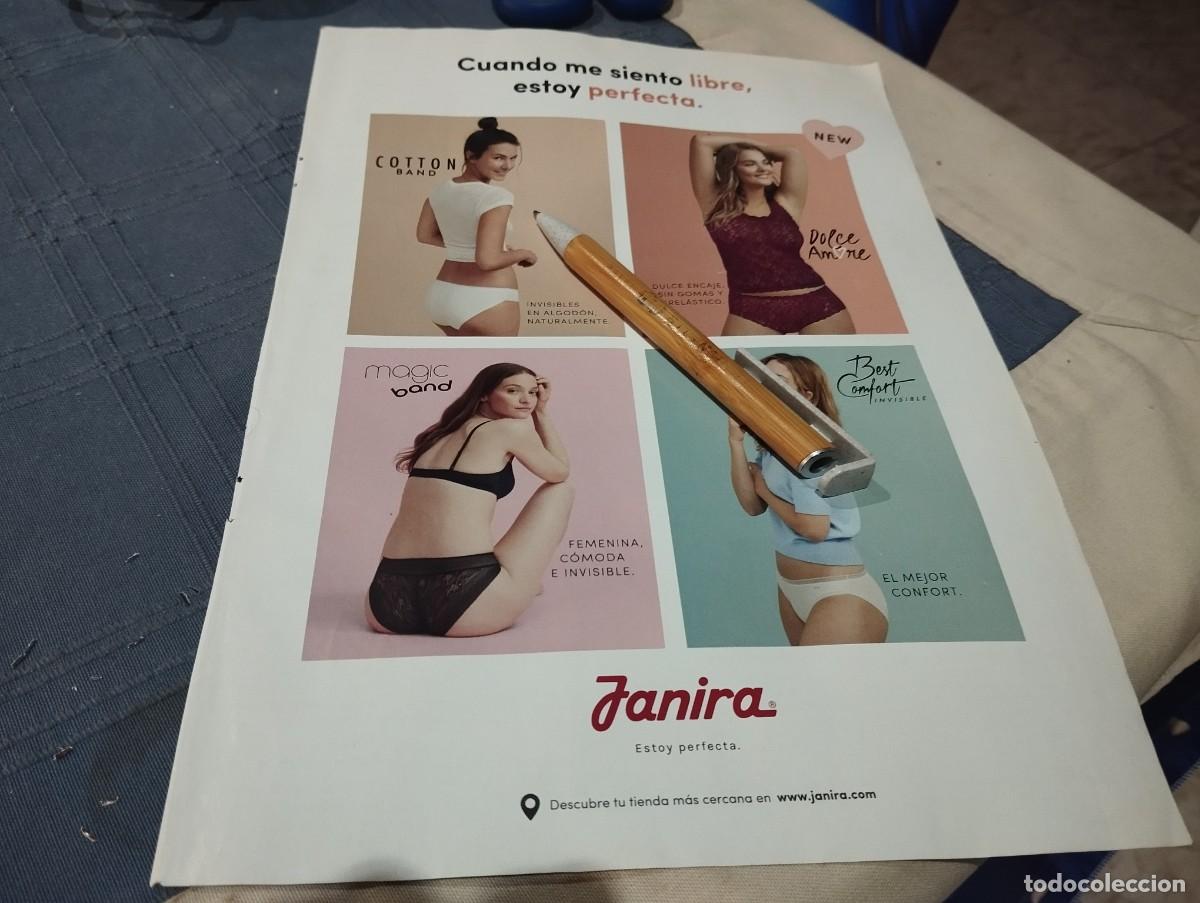 Cuando me siento libre,
estoy perfecta.
NEW
COTTON
BAND
INVISIBLES
EN ALGODÓN,
NATURALMENTE.
Dolce
Amore
DULCE ENCAJE,
SIN GOMAS Y
magic
band
FEMENINA,
CÓMODA
E INVISIBLE.
Best
Comfort
INVISIBLE
EL MEJOR
CONFORT.
Janira®
Estoy perfecta.
Descubre tu tienda más cercana en www.janira.com
todocoleccion